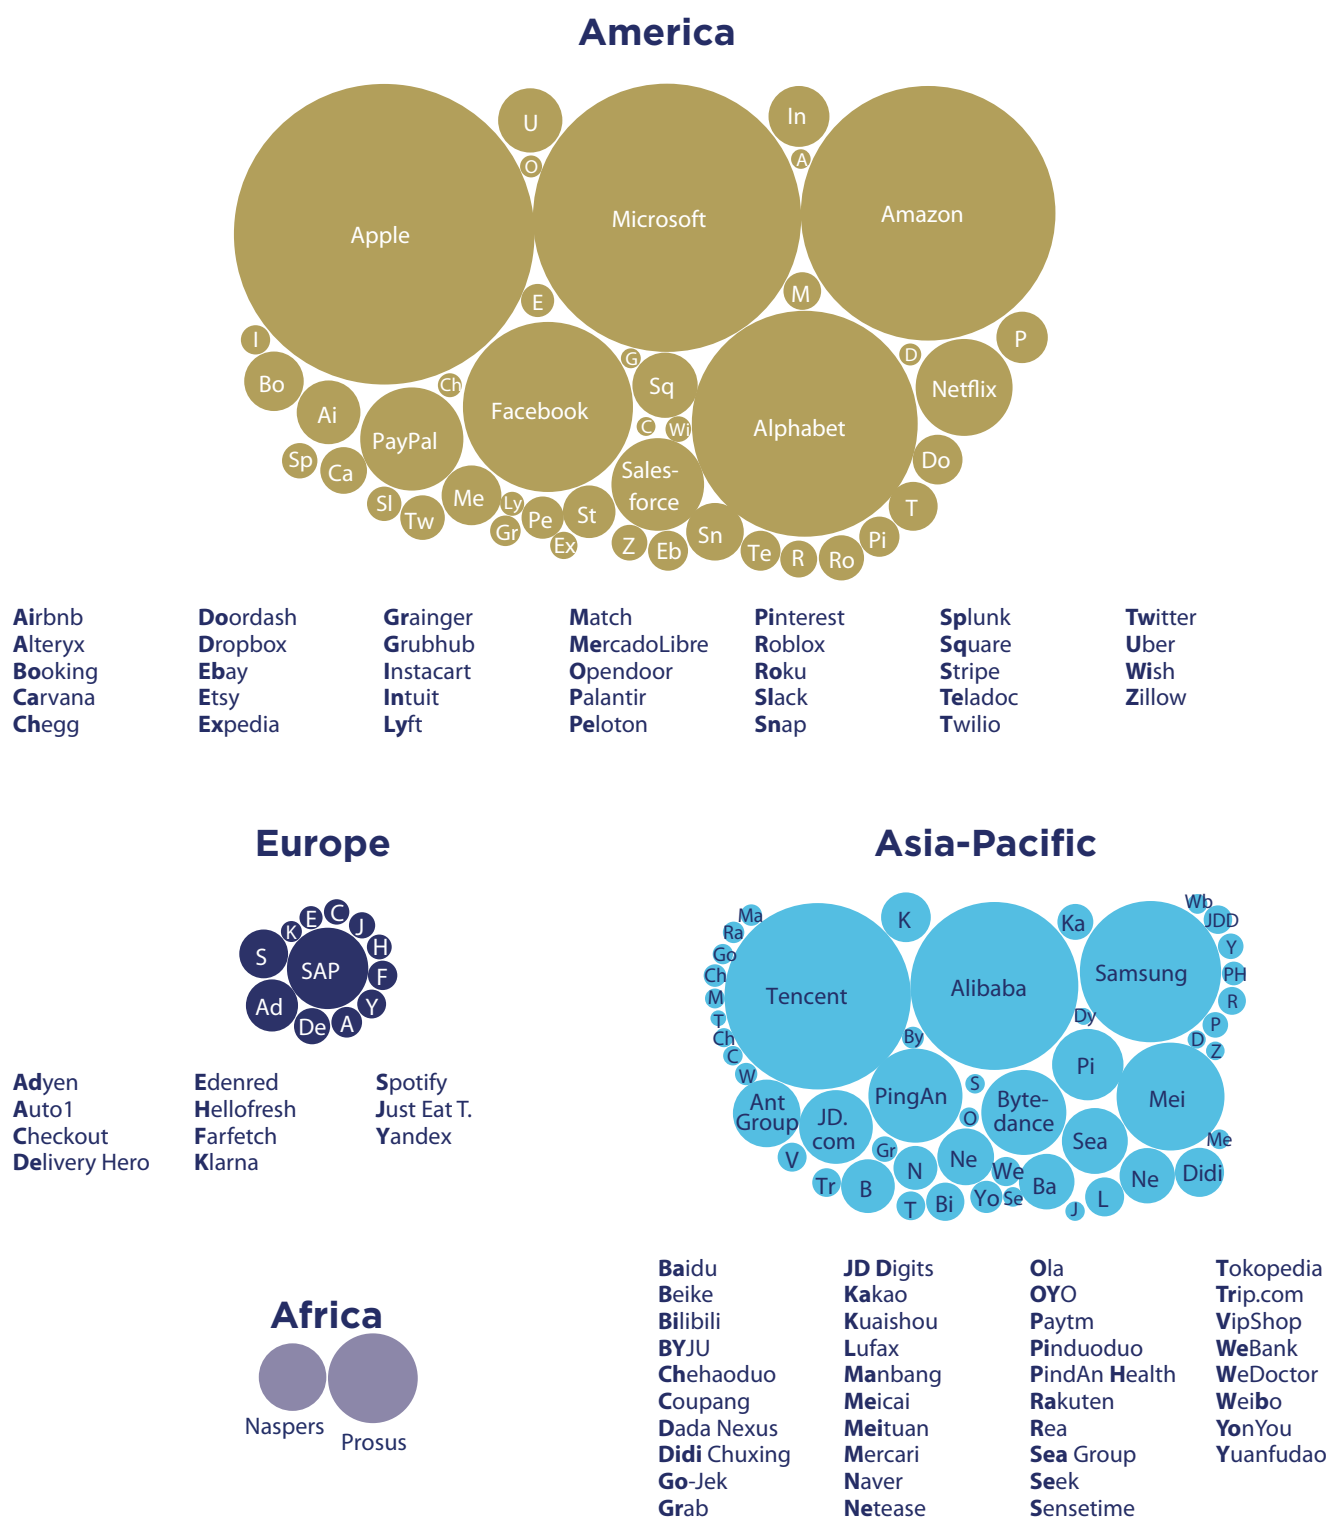 America
U
In
O
A
Apple
Microsoft
Amazon
E
M
I
P
G
D
Bo
Ch
Sq
Netflix
Ai
Facebook
C
Wi
Alphabet
PayPal
Sp
Ca
Sales-
force
Do
Sl
Tw
Me
Ly
Gr
Pe
Ex
St
Z
Eb
Sn
Te
R
Ro
Pi
T
Airbnb
Alteryx
Booking
Carvana
Chegg
Doordash
Dropbox
Ebay
Etsy
Expedia
Grainger
Grubhub
Instacart
Intuit
Lyft
Match
MercadoLibre
Opendoor
Palantir
Peloton
Pinterest
Roblox
Roku
Slack
Snap
Splunk
Square
Stripe
Teladoc
Twilio
Twitter
Uber
Wish
Zillow
Europe
K
E
C
J
H
S
SAP
F
Ad
De
A
Y
Adyen
Auto1
Checkout
Delivery Hero
Edenred
Hellofresh
Farfetch
Klarna
Spotify
Just Eat T.
Yandex
Africa
Naspers
Prosus
Asia-Pacific
Ma
Ra
Go
Ch
M
T
Ch
C
W
Tencent
K
Alibaba
Ka
Samsung
Wb
JDD
Y
PH
R
P
D
Z
By
Dy
Pi
Mei
Me
Ant
Group
JD.
com
PingAn
S
O
Byte-
dance
Sea
V
Tr
B
Gr
N
T
Bi
Ne
We
Yo
Se
Ba
J
L
Ne
Didi
Baidu
Beike
Bilibili
BYJU
Chehaoduo
Coupang
Dada Nexus
Didi Chuxing
Go-Jek
Grab
JD Digits
Kakao
Kuaishou
Lufax
Manbang
Meicai
Meituan
Mercari
Naver
Netease
Ola
OYO
Paytm
Pinduoduo
PindAn Health
Rakuten
Rea
Sea Group
Seek
Sensetime
Tokopedia
Trip.com
VipShop
WeBank
WeDoctor
Weibo
YonYou
Yuanfudao